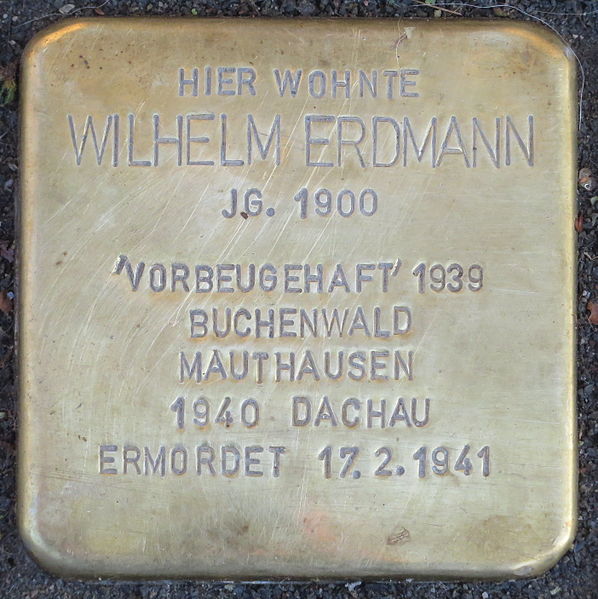 HIER WOHNTE
WILHELM ERDMANN
JG. 1900
'VORBEUGEHAFT' 1939
BUCHENWALD
MAUTHAUSEN
1940 DACHAU
ERMORDET 17.2.1941